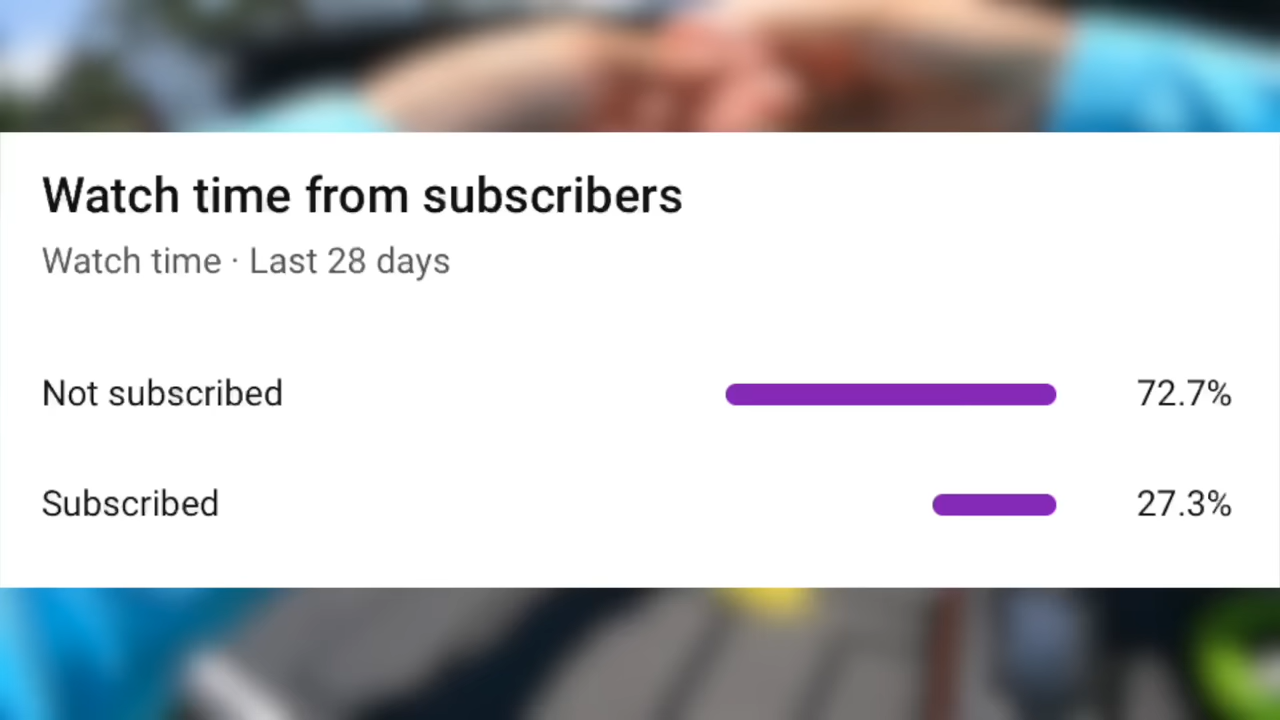 Watch time from subscribers
Watch time · Last 28 days
Not subscribed 72.7%
Subscribed 27.3%